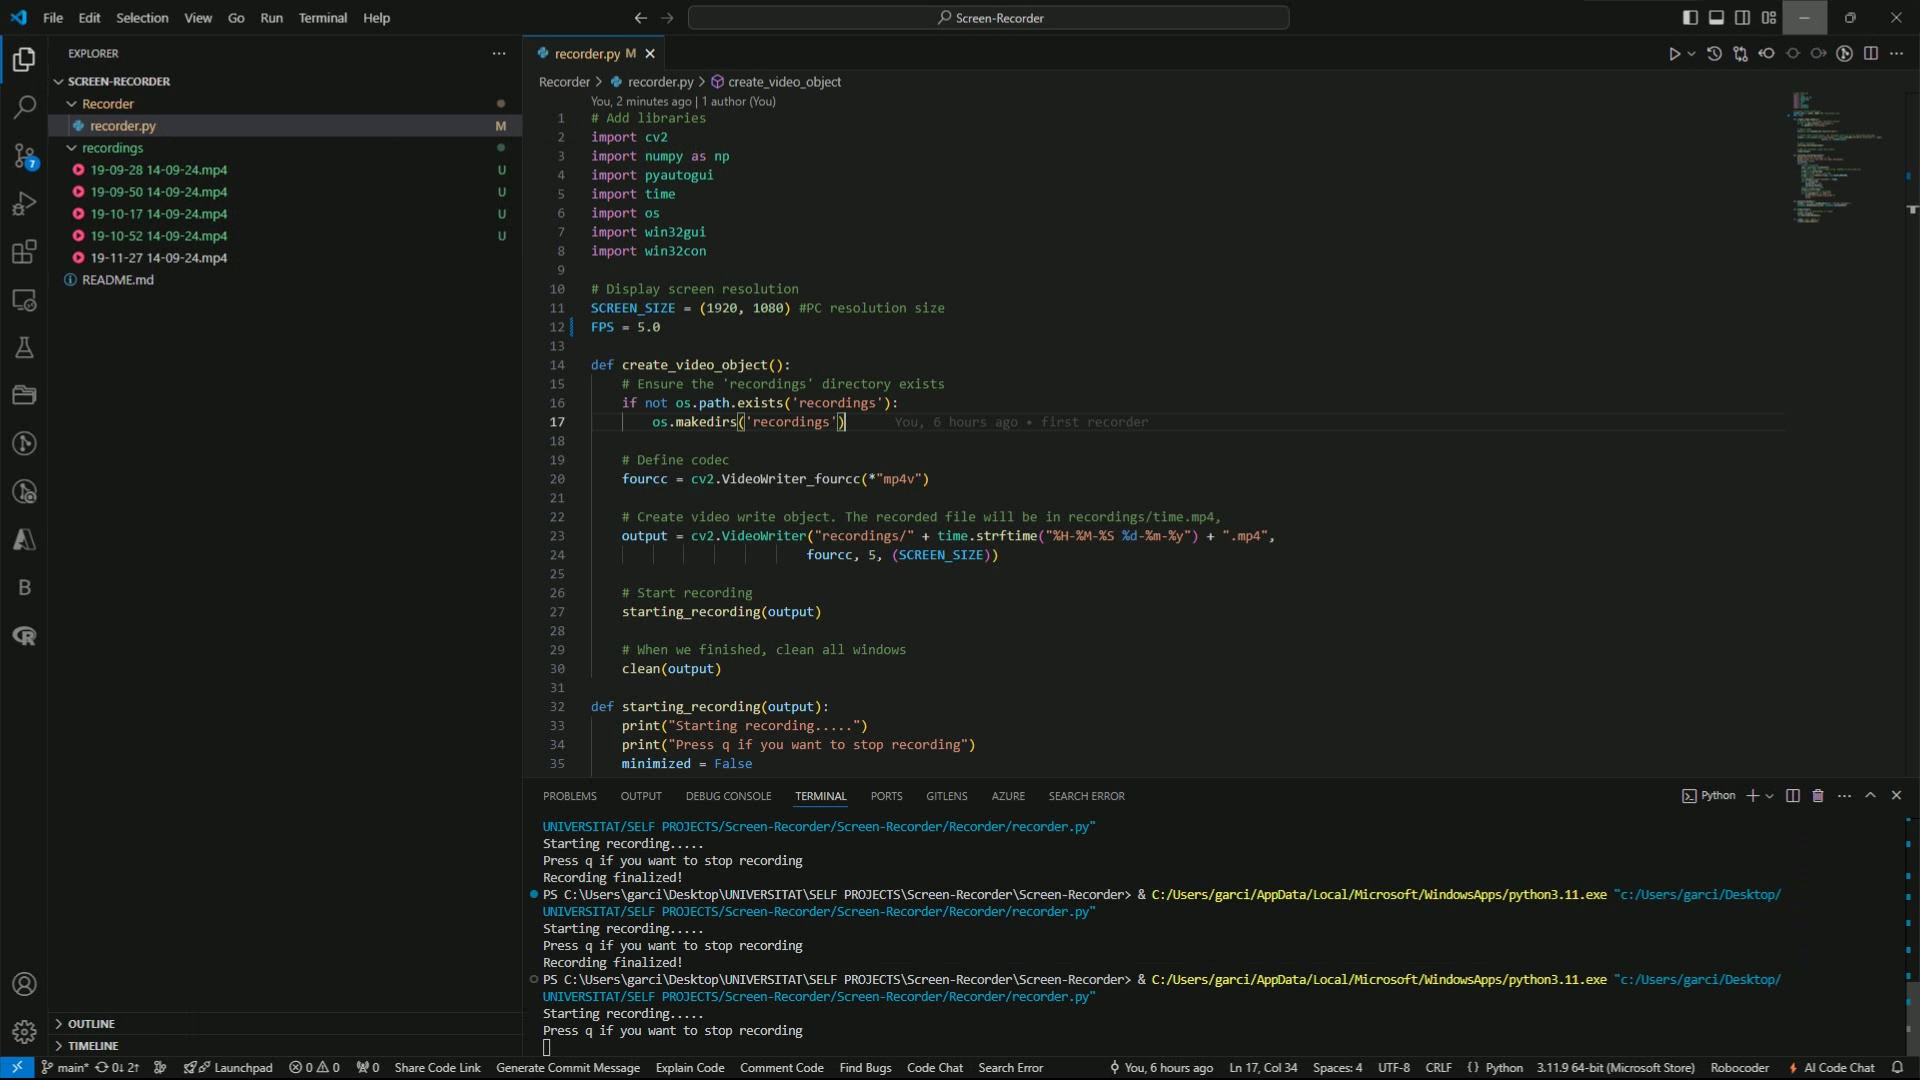 File Edit Selection View Go Run Terminal Help
Screen-Recorder
EXPLORER
SCREEN-RECORDER
Recorder
recorder.py M
recordings
19-09-28 14-09-24.mp4 U
19-09-50 14-09-24.mp4 U
19-10-17 14-09-24.mp4 U
19-10-52 14-09-24.mp4 U
19-11-27 14-09-24.mp4
README.md
7
B
OUTLINE
TIMELINE
recorder.py M
Recorder > recorder.py > create_video_object
You, 2 minutes ago | 1 author (You)
1 # Add libraries
2 import cv2
3 import numpy as np
4 import pyautogui
5 import time
6 import os
7 import win32gui
8 import win32con
9
10 # Display screen resolution
11 SCREEN_SIZE = (1920, 1080) #PC resolution size
12 FPS = 5.0
13
14 def create_video_object():
15 # Ensure the 'recordings' directory exists
16 if not os.path.exists('recordings'):
17 os.makedirs('recordings') You, 6 hours ago • first recorder
18
19 # Define codec
20 fourcc = cv2.VideoWriter_fourcc(*"mp4v")
21
22 # Create video write object. The recorded file will be in recordings/time.mp4,
23 output = cv2.VideoWriter("recordings/" + time.strftime("%H-%M-%S %d-%m-%y") + ".mp4",
24 fourcc, 5, (SCREEN_SIZE))
25
26 # Start recording
27 starting_recording(output)
28
29 # When we finished, clean all windows
30 clean(output)
31
32 def starting_recording(output):
33 print("Starting recording.....")
34 print("Press q if you want to stop recording")
35 minimized = False
PROBLEMS OUTPUT DEBUG CONSOLE TERMINAL PORTS GITLENS AZURE SEARCH ERROR
Python
UNIVERSITAT/SELF PROJECTS/Screen-Recorder/Screen-Recorder/Recorder/recorder.py"
Starting recording.....
Press q if you want to stop recording
Recording finalized!
PS C:\Users\garci\Desktop\UNIVERSITAT\SELF PROJECTS\Screen-Recorder\Screen-Recorder> & C:/Users/garci/AppData/Local/Microsoft/WindowsApps/python3.11.exe "c:/Users/garci/Desktop/
UNIVERSITAT/SELF PROJECTS/Screen-Recorder/Screen-Recorder/Recorder/recorder.py"
Starting recording.....
Press q if you want to stop recording
Recording finalized!
PS C:\Users\garci\Desktop\UNIVERSITAT\SELF PROJECTS\Screen-Recorder\Screen-Recorder> & C:/Users/garci/AppData/Local/Microsoft/WindowsApps/python3.11.exe "c:/Users/garci/Desktop/
UNIVERSITAT/SELF PROJECTS/Screen-Recorder/Screen-Recorder/Recorder/recorder.py"
Starting recording.....
Press q if you want to stop recording
main* 0↓ 2↑ Launchpad 0 0 0 Share Code Link Generate Commit Message Explain Code Comment Code Find Bugs Code Chat Search Error You, 6 hours ago Ln 17, Col 34 Spaces: 4 UTF-8 CRLF {} Python 3.11.9 64-bit (Microsoft Store) Robocoder AI Code Chat